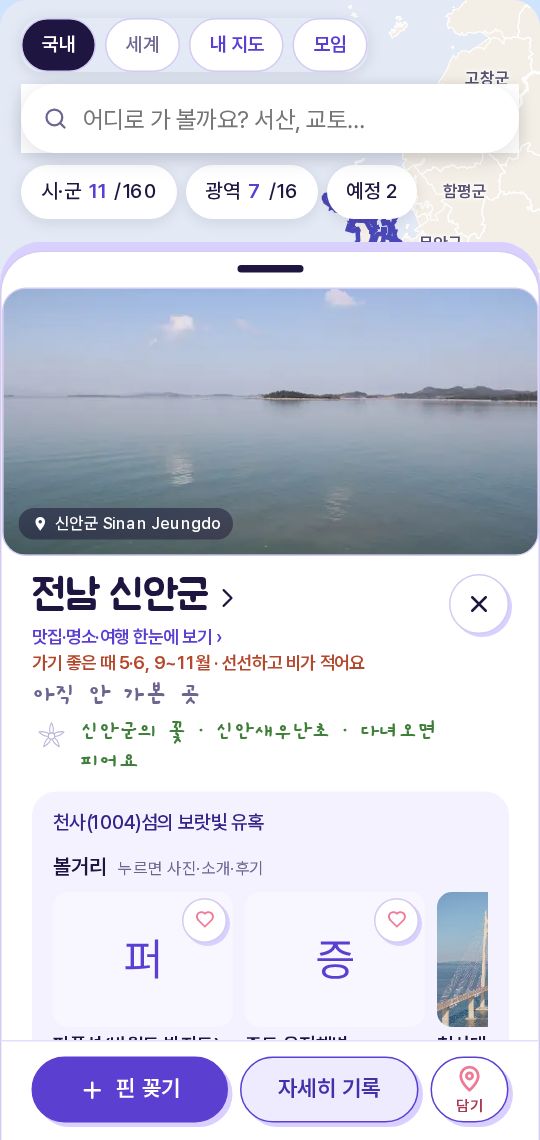 국내 세계 내 지도 모임
고창군
어디로 가 볼까요? 서산, 교토...
시·군 11 /160 광역 7 /16 예정 2
함평군
신안군 Sinan Jeungdo
전남 신안군 >
맛집·명소·여행 한눈에 보기 ›
가기 좋은 때 5·6, 9~11월 · 선선하고 비가 적어요
아직 안 가본 곳
신안군의 꽃 · 신안새우난초 · 다녀오면
피어요
천사(1004)섬의 보랏빛 유혹
볼거리 누르면 사진·소개·후기
퍼 증
+ 핀 꽂기 자세히 기록 담기